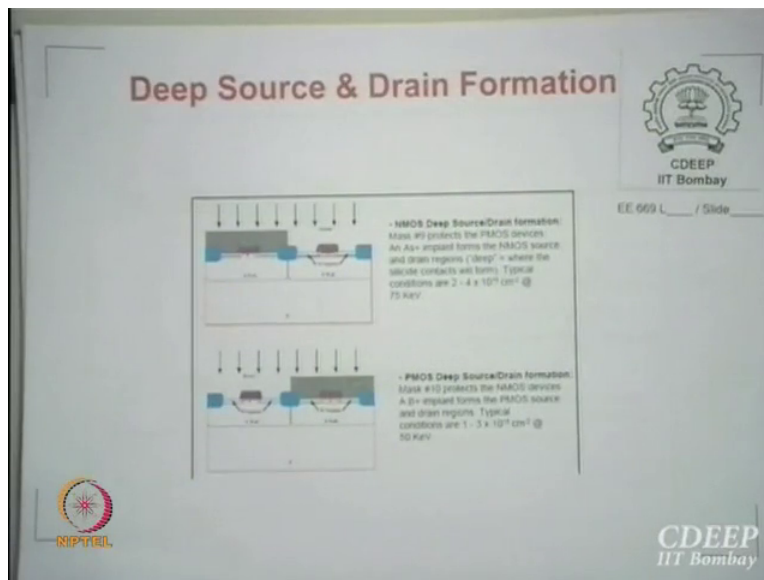 Deep Source & Drain Formation
CDEEP
IIT Bombay
EE 669 L____ / Slide____
- NMOS Deep Source/Drain formation:
Mask #9 protects the PMOS devices
An As+ implant forms the NMOS source
and drain regions ("deep" = where the
silicide contacts will form). Typical
conditions are 2 - 4 x 10 cm @
75 KeV
- PMOS Deep Source/Drain formation:
Mask #10 protects the NMOS devices
A B+ implant forms the PMOS source
and drain regions. Typical
conditions are 1 - 3 x 10 cm @
50 KeV
NPTEL
CDEEP
IIT Bombay